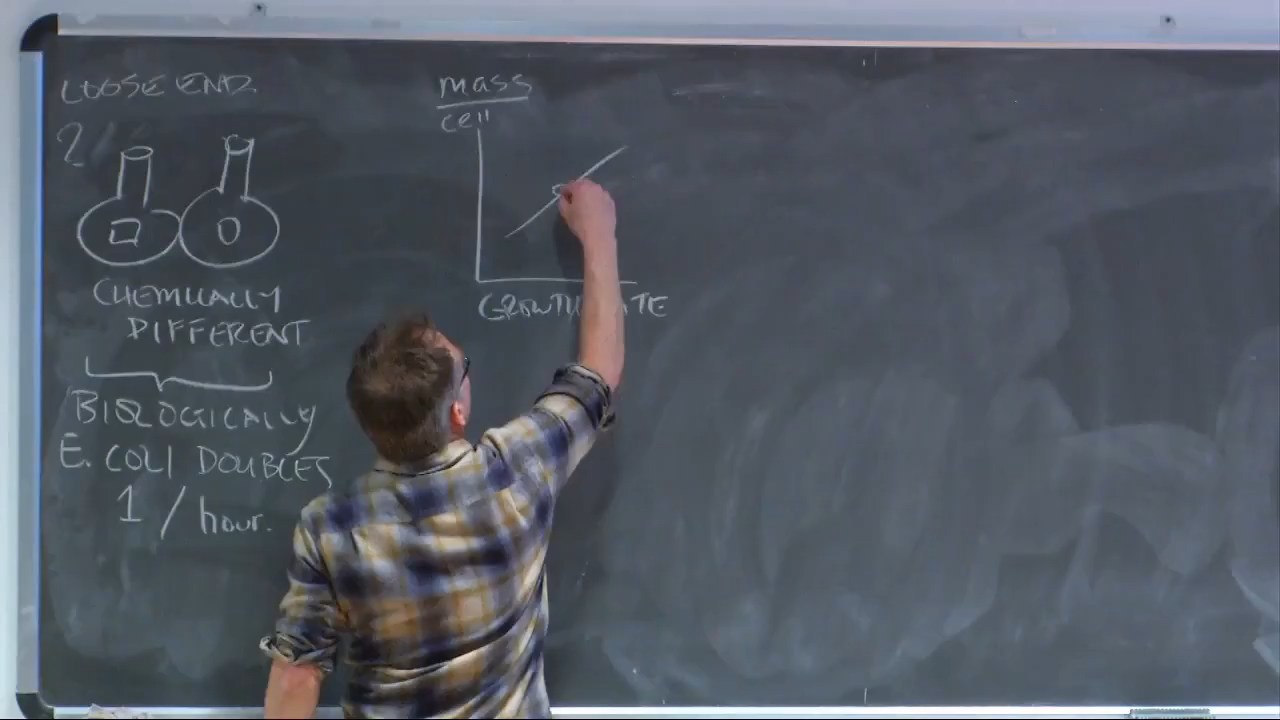 LOOSE END
?
CHEMICALLY
DIFFERENT
BIOLOGICALLY
E. COLI DOUBLES
1 / hour.
mass
cell